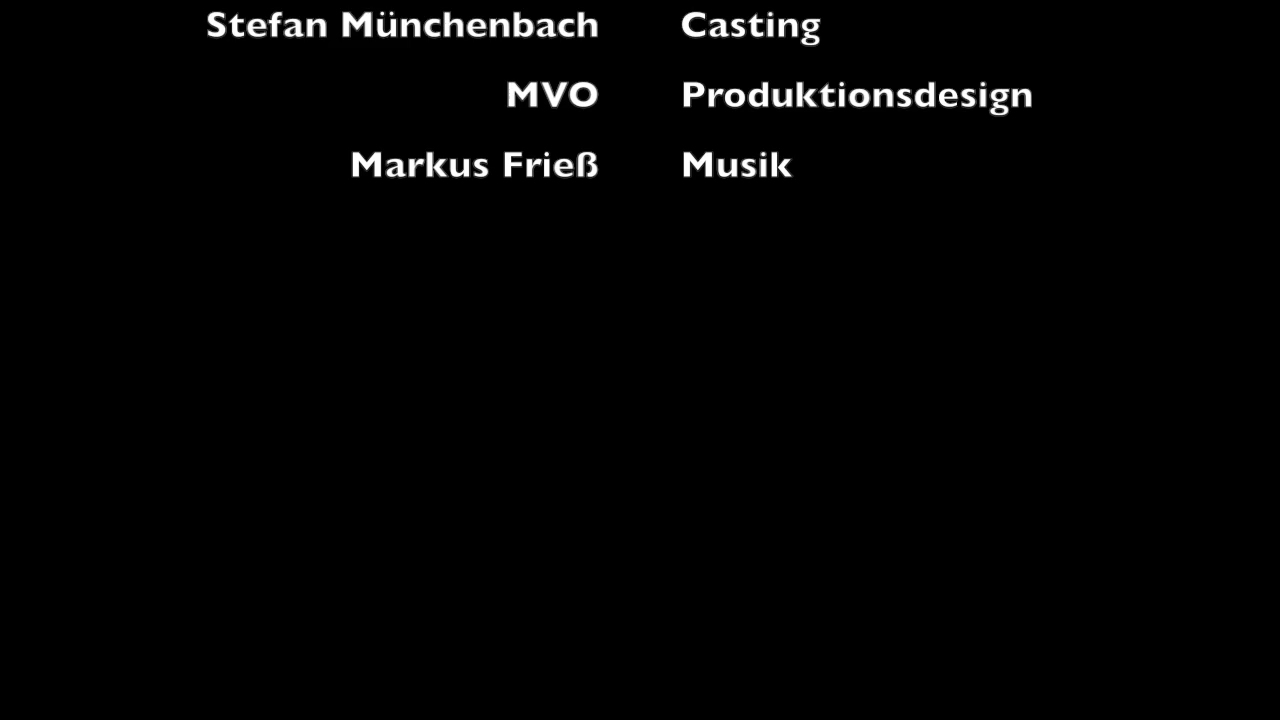 Stefan Münchenbach Casting
MVO Produktionsdesign
Markus Frieß Musik